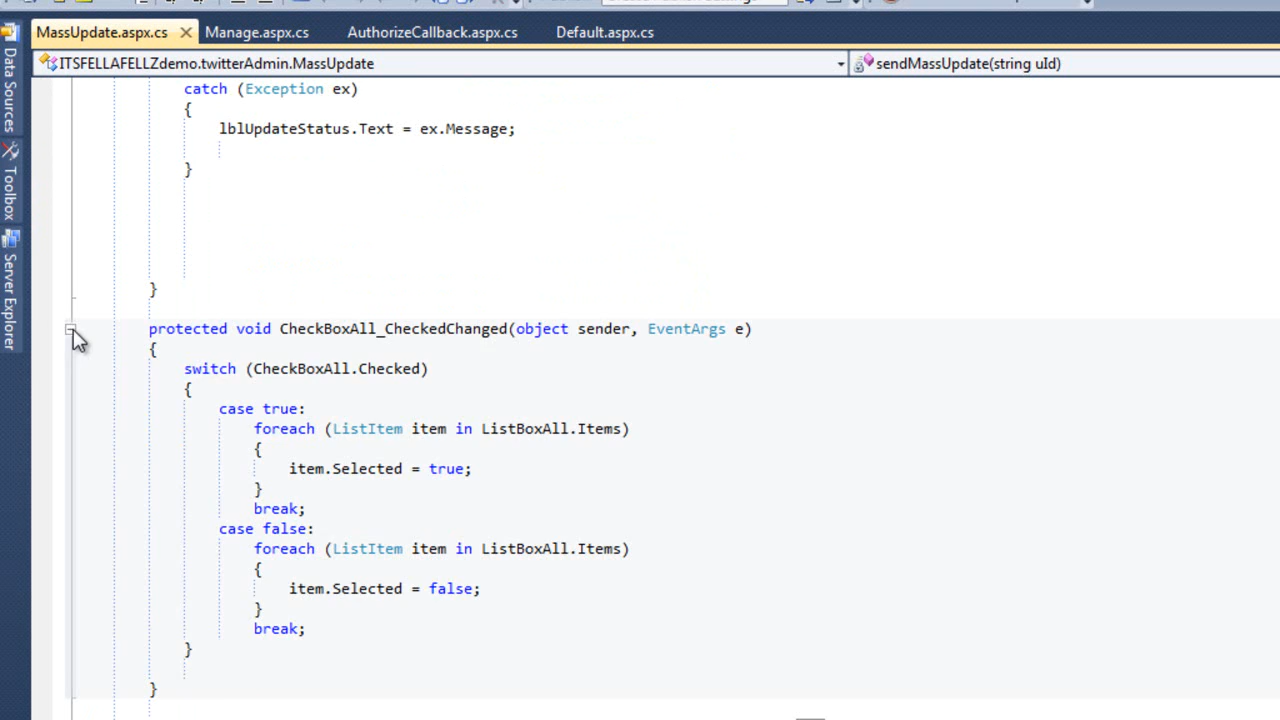 MassUpdate.aspx.cs Manage.aspx.cs AuthorizeCallback.aspx.cs Default.aspx.cs
ITSFELLAFELLZdemo.twitterAdmin.MassUpdate sendMassUpdate(string uId)
Data Sources
Toolbox
Server Explorer
catch (Exception ex)
{
lblUpdateStatus.Text = ex.Message;
}
}
protected void CheckBoxAll_CheckedChanged(object sender, EventArgs e)
{
switch (CheckBoxAll.Checked)
{
case true:
foreach (ListItem item in ListBoxAll.Items)
{
item.Selected = true;
}
break;
case false:
foreach (ListItem item in ListBoxAll.Items)
{
item.Selected = false;
}
break;
}
}